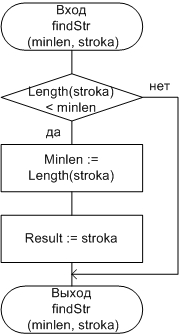 Вход
findStr
(minlen, stroka)
Length(stroka)
< minlen
нет
да
Minlen :=
Length(stroka)
Result := stroka
Выход
findStr
(minlen, stroka)